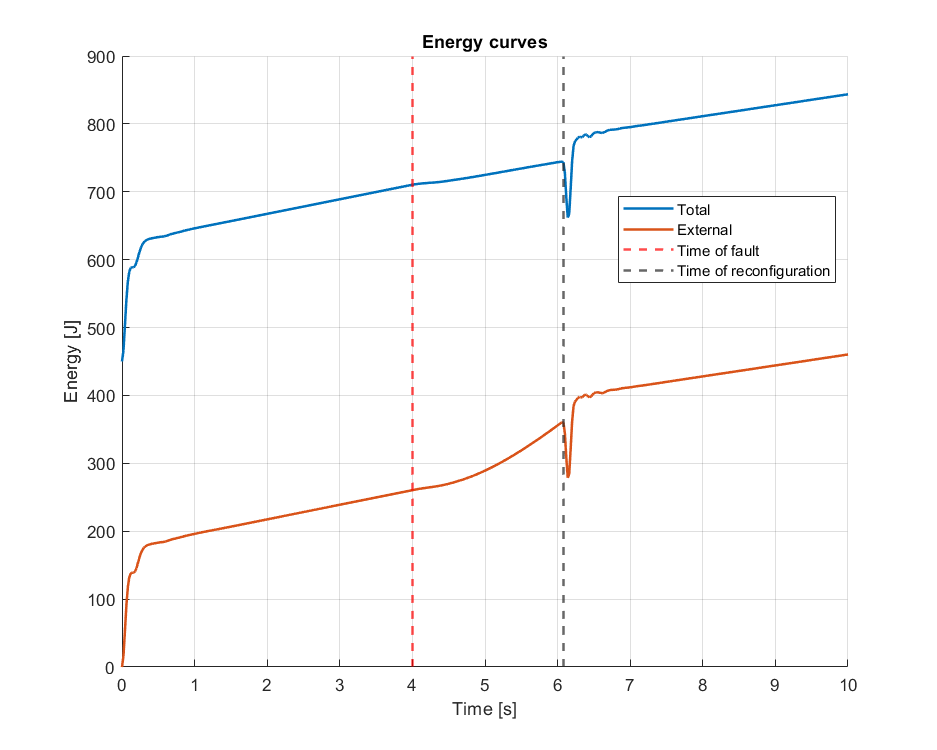 Energy curves
900
800
700
600
500
400
300
200
100
0
Energy [J]
Total
External
Time of fault
Time of reconfiguration
0 1 2 3 4 5 6 7 8 9 10
Time [s]